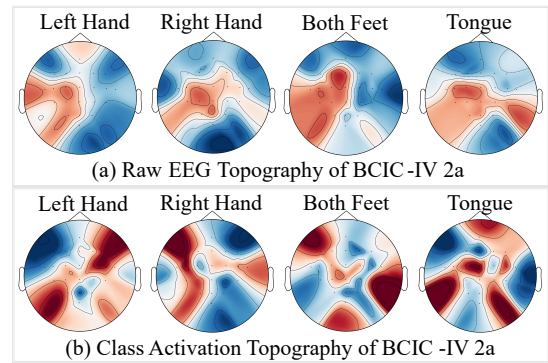 Left Hand Right Hand Both Feet Tongue
(a) Raw EEG Topography of BCIC -IV 2a
Left Hand Right Hand Both Feet Tongue
(b) Class Activation Topography of BCIC -IV 2a